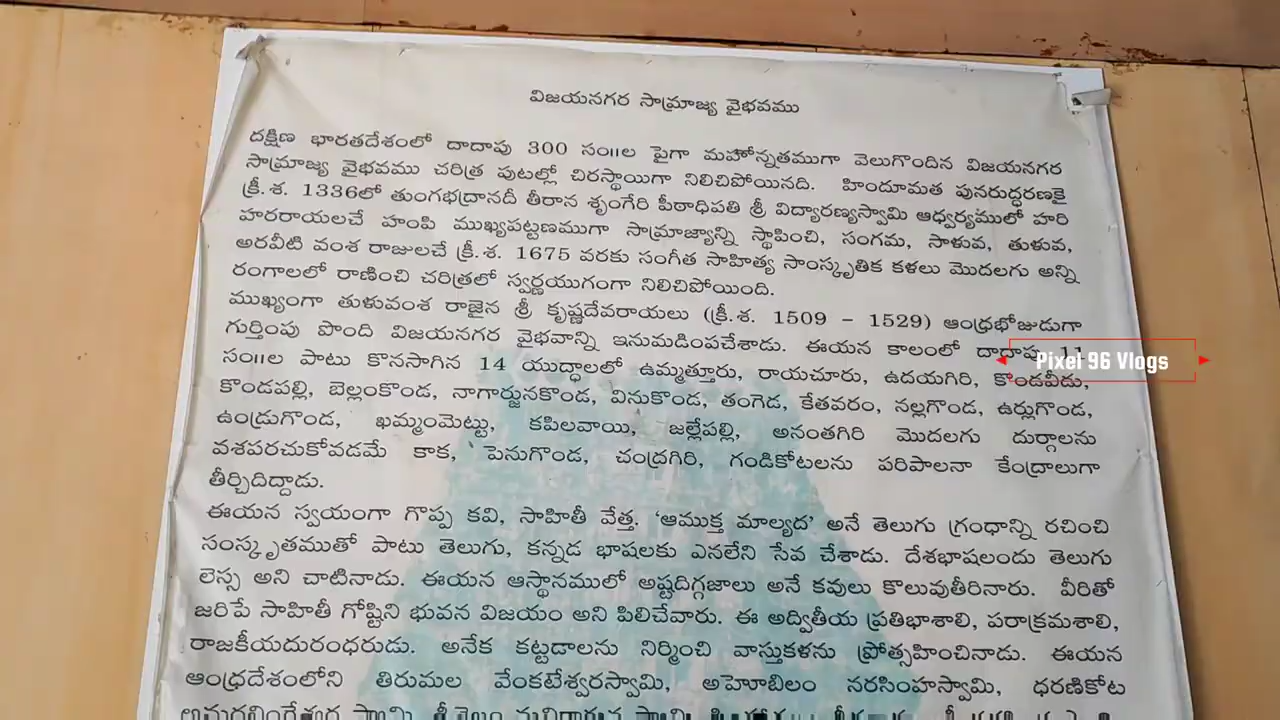 విజయనగర సామ్రాజ్య వైభవము
దక్షిణ భారతదేశంలో దాదాపు 300 సం॥ల పైగా మహోన్నతముగా వెలుగొందిన విజయనగర
సామ్రాజ్య వైభవము చరిత్ర పుటల్లో చిరస్థాయిగా నిలిచిపోయినది. హిందూమత పునరుద్ధరణకై
క్రీ.శ. 1336లో తుంగభద్రానదీ తీరాన శృంగేరి పీఠాధిపతి శ్రీ విద్యారణ్యస్వామి ఆధ్వర్యములో హరి
హరరాయలచే హంపి ముఖ్యపట్టణముగా సామ్రాజ్యాన్ని స్థాపించి, సంగమ, సాళువ, తుళువ,
అరవీటి వంశ రాజులచే క్రీ.శ. 1675 వరకు సంగీత సాహిత్య సాంస్కృతిక కళలు మొదలగు అన్ని
రంగాలలో రాణించి చరిత్రలో స్వర్ణయుగంగా నిలిచిపోయింది.
ముఖ్యంగా తుళువంశ రాజైన శ్రీ కృష్ణదేవరాయలు (క్రీ.శ. 1509 – 1529) ఆంధ్రభోజుడుగా
గుర్తింపు పొంది విజయనగర వైభవాన్ని ఇనుమడింపచేశాడు. ఈయన కాలంలో దాదాపు 11
సం॥ల పాటు కొనసాగిన 14 యుద్ధాలలో ఉమ్మత్తూరు, రాయచూరు, ఉదయగిరి, కొండవీడు,
Pixel 96 Vlogs
కొండపల్లి, బెల్లంకొండ, నాగార్జునకొండ, వినుకొండ, తంగెడ, కేతవరం, నల్లగొండ, ఉర్లుగొండ,
ఉండ్రుగొండ, ఖమ్మంమెట్టు, కపిలవాయి, జల్లేపల్లి, అనంతగిరి మొదలగు దుర్గాలను
వశపరచుకోవడమే కాక, పెనుగొండ, చంద్రగిరి, గండికోటలను పరిపాలనా కేంద్రాలుగా
తీర్చిదిద్దాడు.
ఈయన స్వయంగా గొప్ప కవి, సాహితీ వేత్త. 'ఆముక్త మాల్యద' అనే తెలుగు గ్రంధాన్ని రచించి
సంస్కృతముతో పాటు తెలుగు, కన్నడ భాషలకు ఎనలేని సేవ చేశాడు. దేశభాషలందు తెలుగు
లెస్స అని చాటినాడు. ఈయన ఆస్థానములో అష్టదిగ్గజాలు అనే కవులు కొలువుతీరినారు. వీరితో
జరిపే సాహితీ గోష్టిని భువన విజయం అని పిలిచేవారు. ఈ అద్వితీయ ప్రతిభాశాలి, పరాక్రమశాలి,
రాజకీయదురంధరుడు. అనేక కట్టడాలను నిర్మించి వాస్తుకళను ప్రోత్సహించినాడు. ఈయన
ఆంధ్రదేశంలోని తిరుమల వేంకటేశ్వరస్వామి, అహెూబిలం నరసింహస్వామి, ధరణికోట